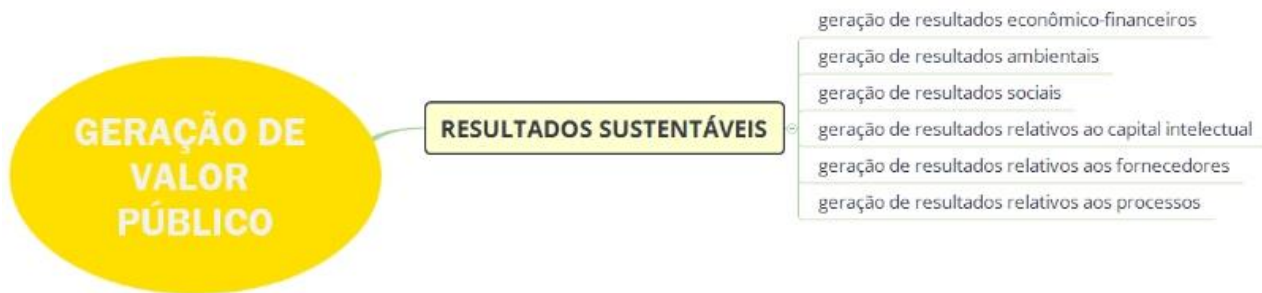 GERAÇÃO DE
VALOR
PÚBLICO
RESULTADOS SUSTENTÁVEIS
geração de resultados econômico-financeiros
geração de resultados ambientais
geração de resultados sociais
geração de resultados relativos ao capital intelectual
geração de resultados relativos aos fornecedores
geração de resultados relativos aos processos